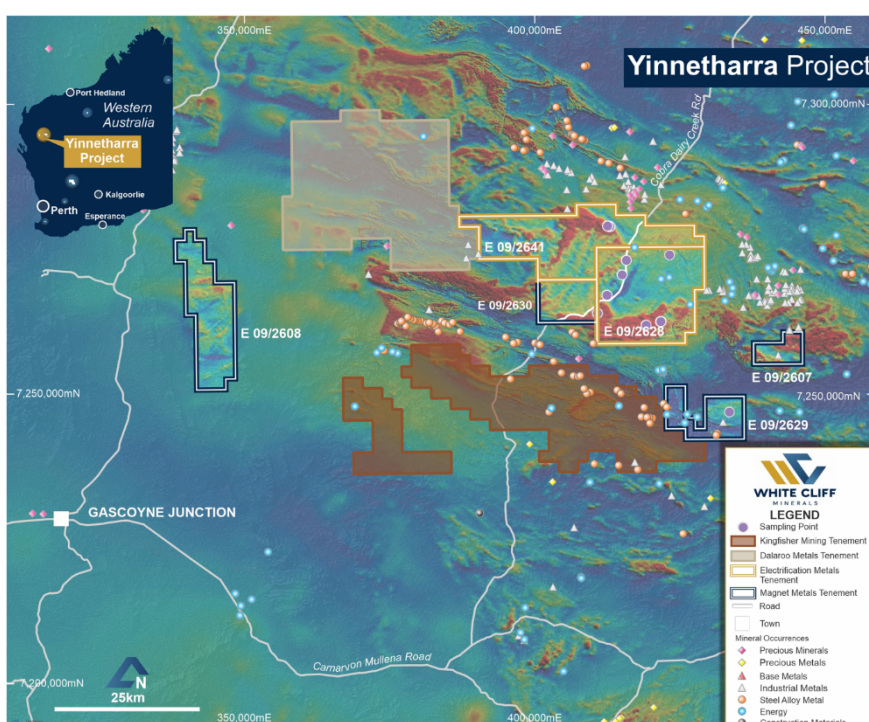 350,000mE
400,000mE
450,000mE
Yinnetharra Project
Port Hedland
Western
Australia
Yinnetharra
Project
Kalgoorlie
Perth
Esperance
7,300,000mN
Cobra Dairy Creek Rd
E 09/2641
E 09/2630
E 09/2608
E 09/2628
E 09/2607
7,250,000mN
7,250,000mN
E 09/2629
GASCOYNE JUNCTION
WHITE CLIFF
MINERALS
LEGEND
Sampling Point
Kingfisher Mining Tenement
Dalaroo Metals Tenement
Electrification Metals
Tenement
Magnet Metals Tenement
Road
Town
Mineral Occurrences
Precious Minerals
Precious Metals
Base Metals
Industrial Metals
Steel Alloy Metal
Energy
Construction Materials
Carnarvon Mullena Road
7,200,000mN
N
25km
350,000mE
400,000mE